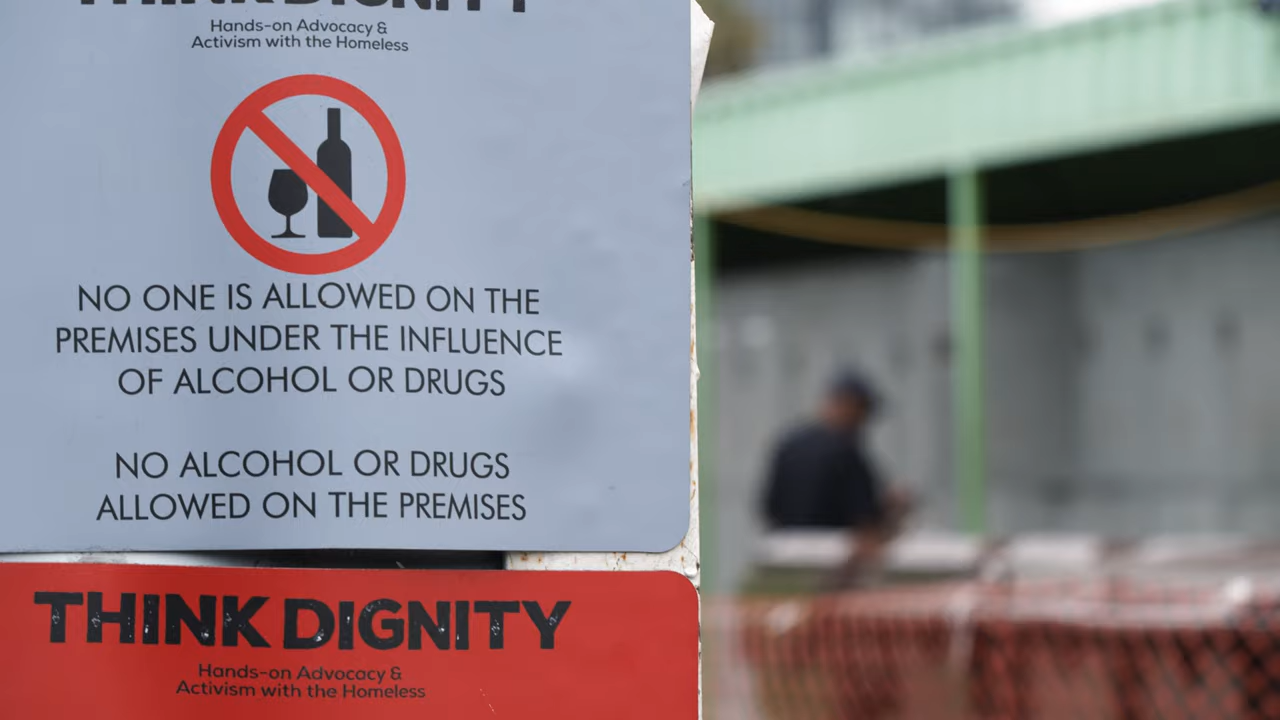 THINK DIGNITY
Hands-on Advocacy &
Activism with the Homeless
NO ONE IS ALLOWED ON THE
PREMISES UNDER THE INFLUENCE
OF ALCOHOL OR DRUGS
NO ALCOHOL OR DRUGS
ALLOWED ON THE PREMISES
THINK DIGNITY
Hands-on Advocacy &
Activism with the Homeless